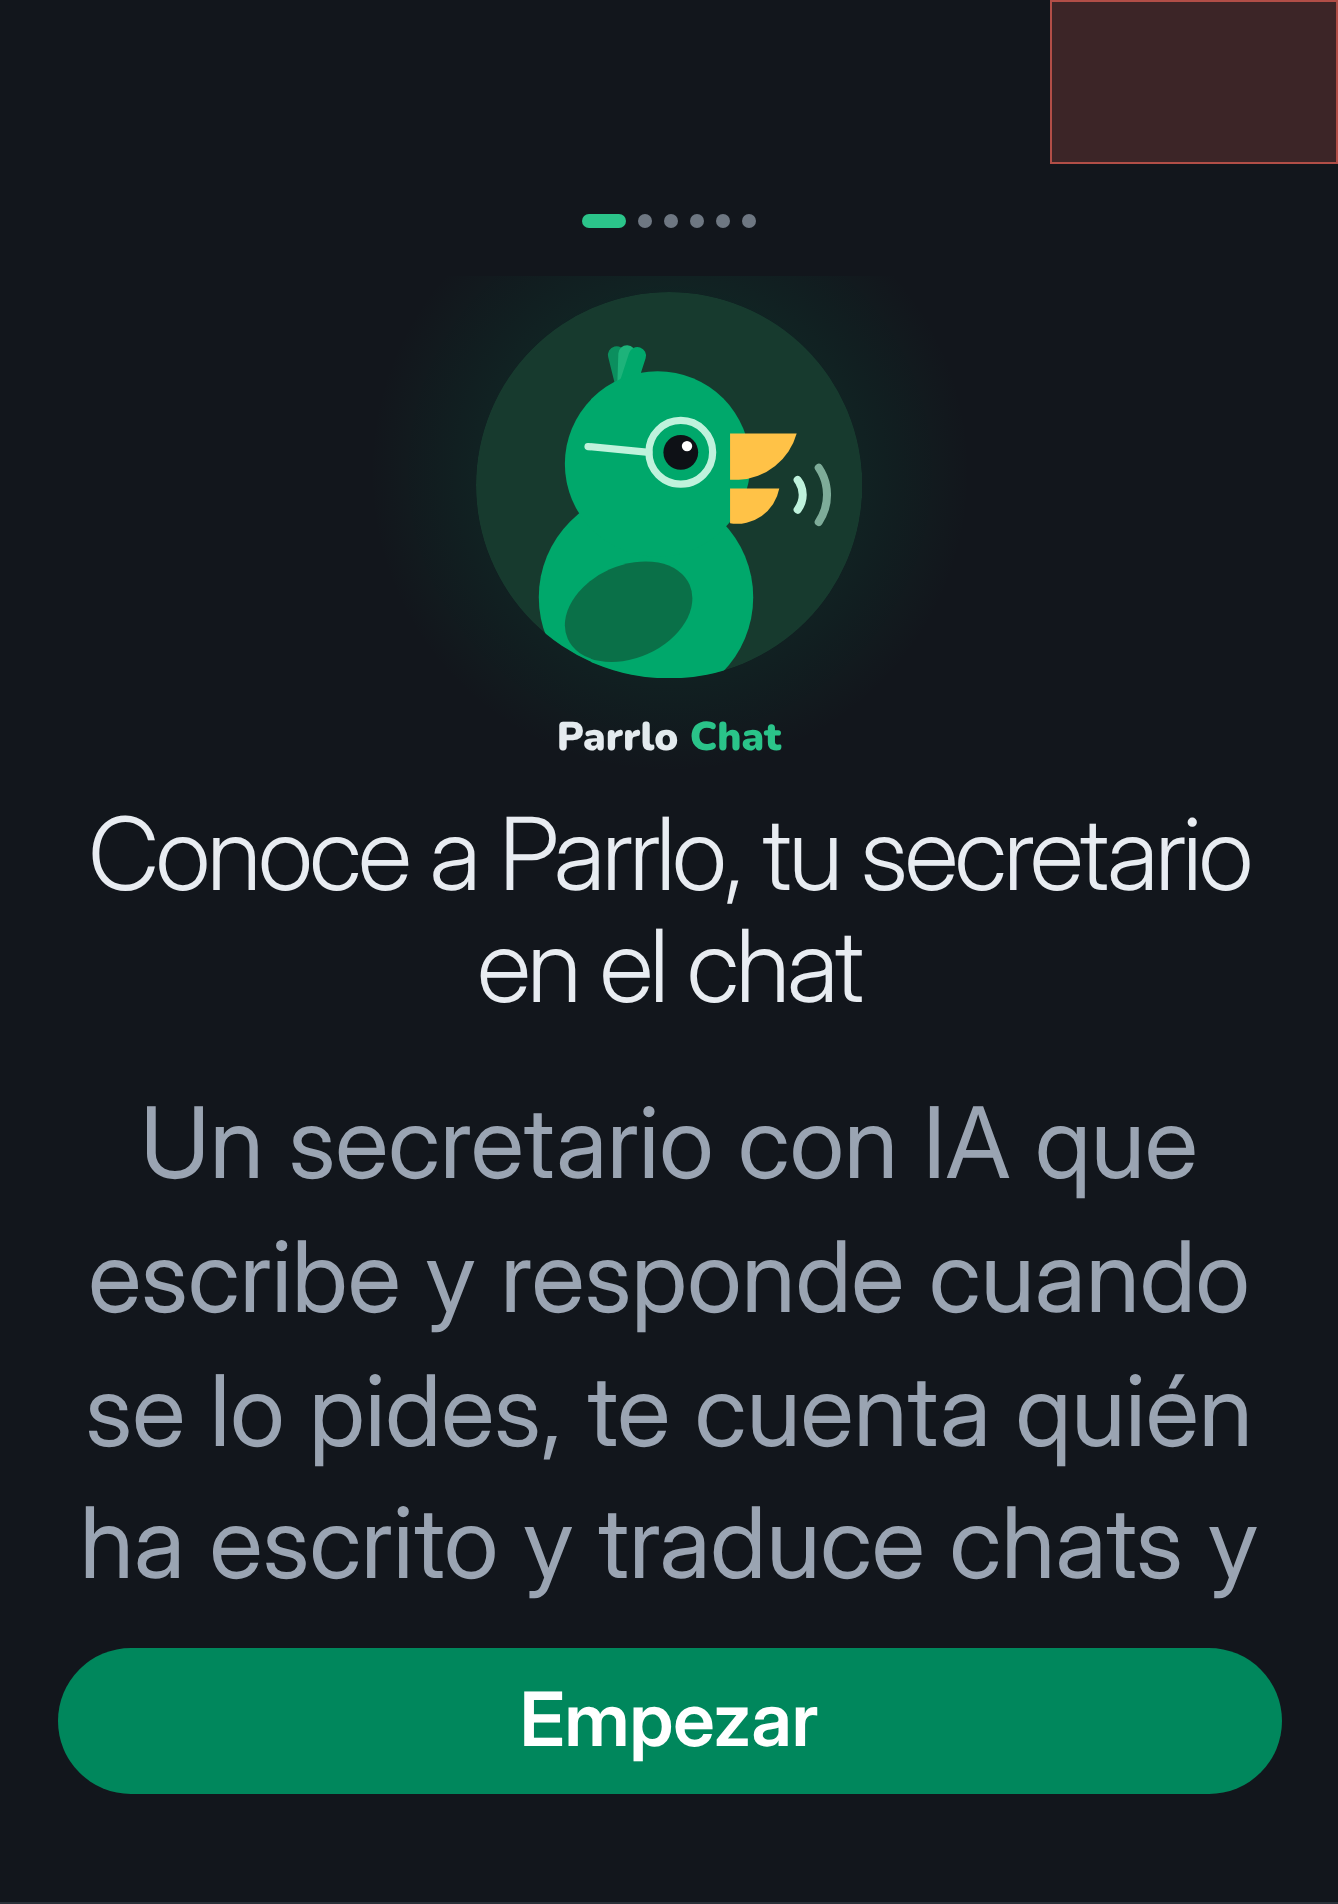 Parrlo Chat
Conoce a Parrlo, tu secretario
en el chat
Un secretario con IA que
escribe y responde cuando
se lo pides, te cuenta quién
ha escrito y traduce chats y
Empezar